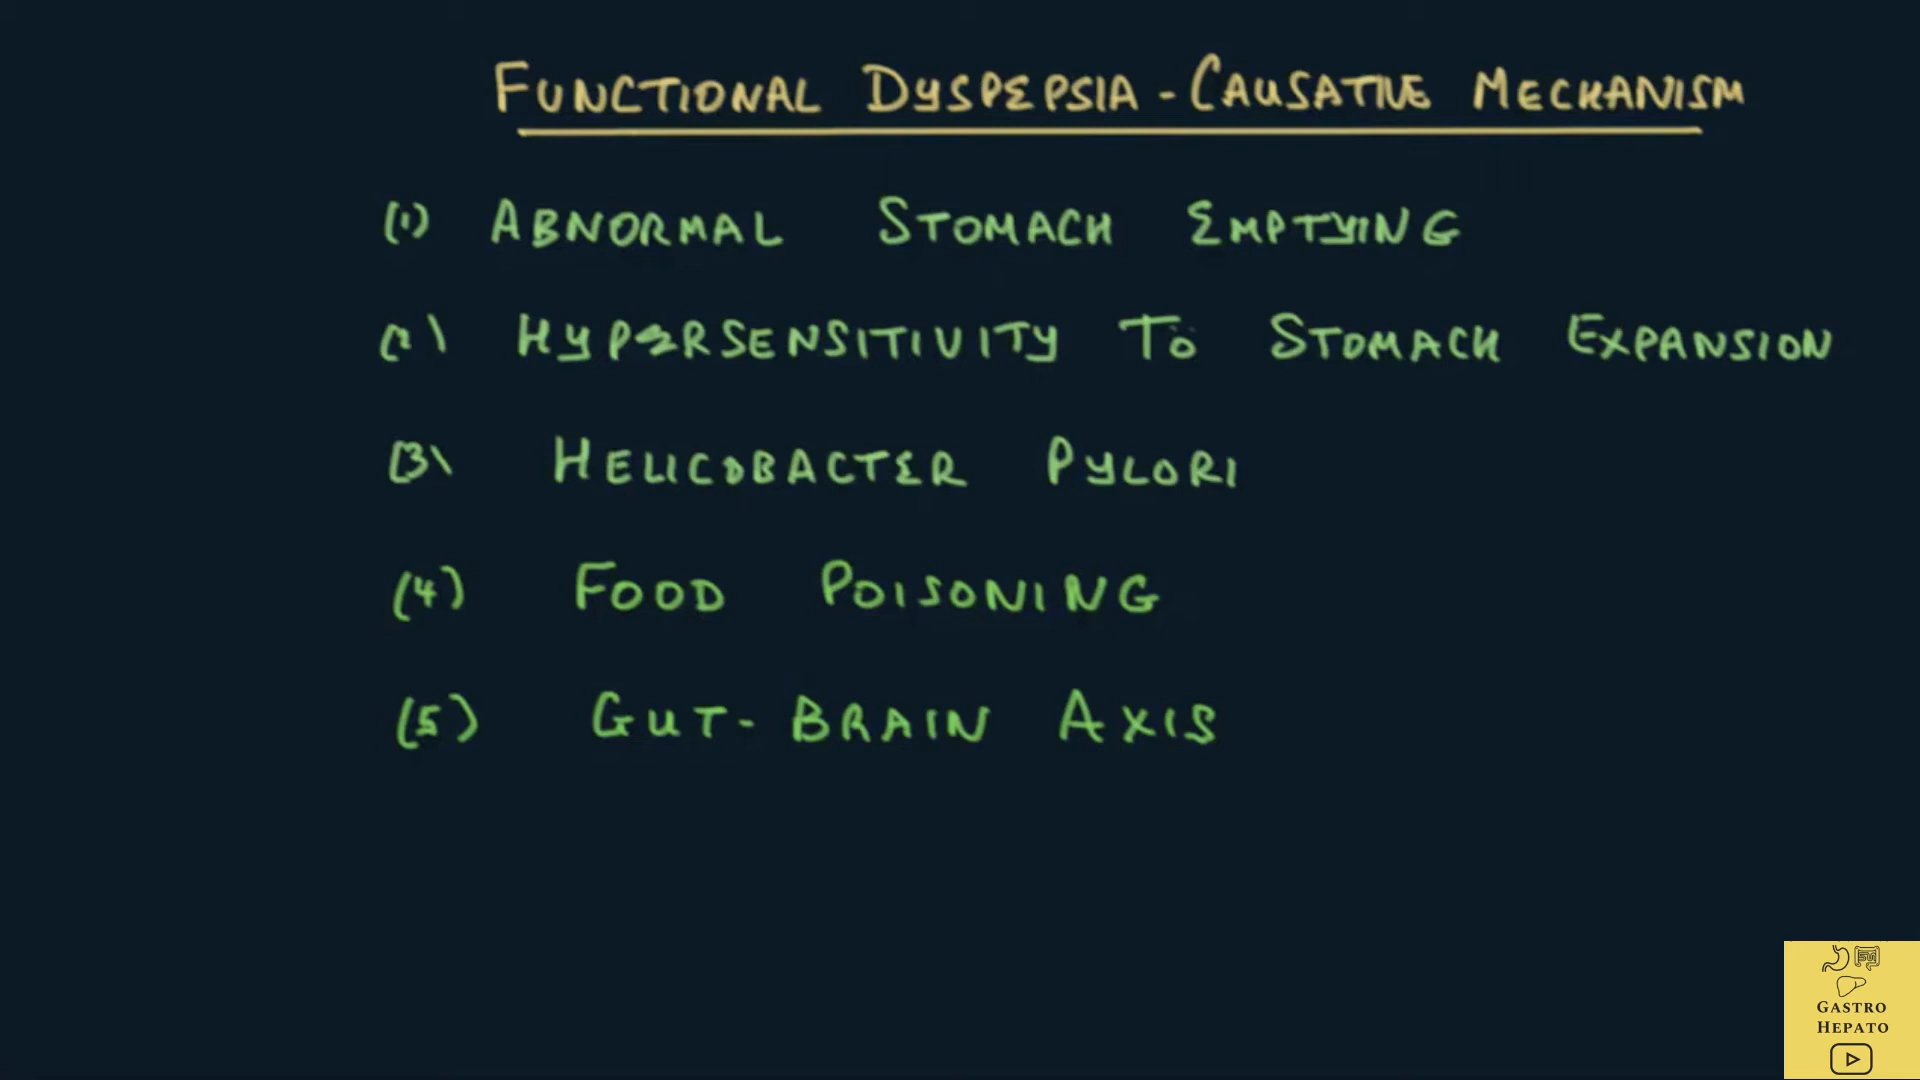 FUNCTIONAL DYSPEPSIA - CAUSATIVE MECHANISM
(1) ABNORMAL STOMACH EMPTYING
(2) HYPERSENSITIVITY TO STOMACH EXPANSION
(3) HELICOBACTER PYLORI
(4) FOOD POISONING
(5) GUT-BRAIN AXIS
GASTRO
HEPATO